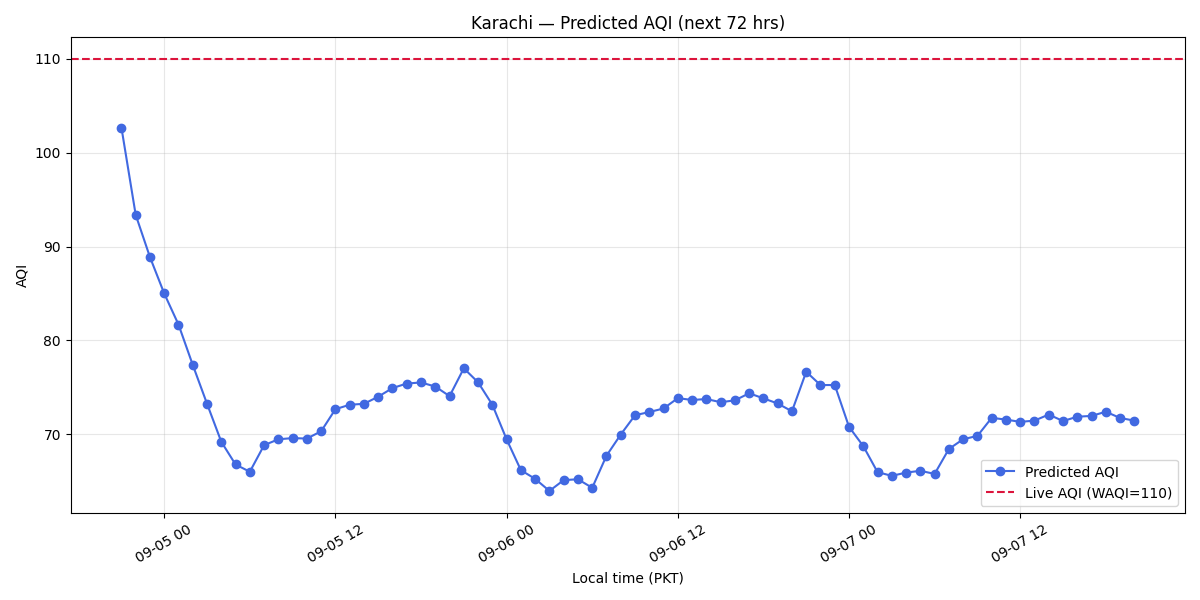 Karachi — Predicted AQI (next 72 hrs)
110
100
90
80
70
AQI
09-05 00
09-05 12
09-06 00
09-06 12
09-07 00
09-07 12
Local time (PKT)
Predicted AQI
Live AQI (WAQI=110)